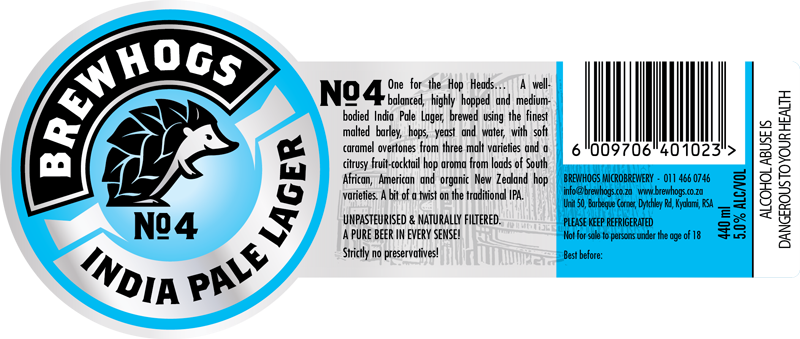 BREWHOGS
Nº4
INDIA PALE LAGER
Nº4 One for the Hop Heads... A well-
balanced, highly hopped and medium-
bodied India Pale Lager, brewed using the finest
malted barley, hops, yeast and water, with soft
caramel overtones from three malt varieties and a
citrusy fruit-cocktail hop aroma from loads of South
African, American and organic New Zealand hop
varieties. A bit of a twist on the traditional IPA.
UNPASTEURISED & NATURALLY FILTERED.
A PURE BEER IN EVERY SENSE!
Strictly no preservatives!
6 009706 401023 >
BREWHOGS MICROBREWERY - 011 466 0746
info@brewhogs.co.za www.brewhogs.co.za
Unit 50, Barbeque Corner, Dytchley Rd, Kyalami, RSA
PLEASE KEEP REFRIGERATED
Not for sale to persons under the age of 18
Best before:
440 ml
5.0% ALC/VOL
ALCOHOL ABUSE IS
DANGEROUS TO YOUR HEALTH